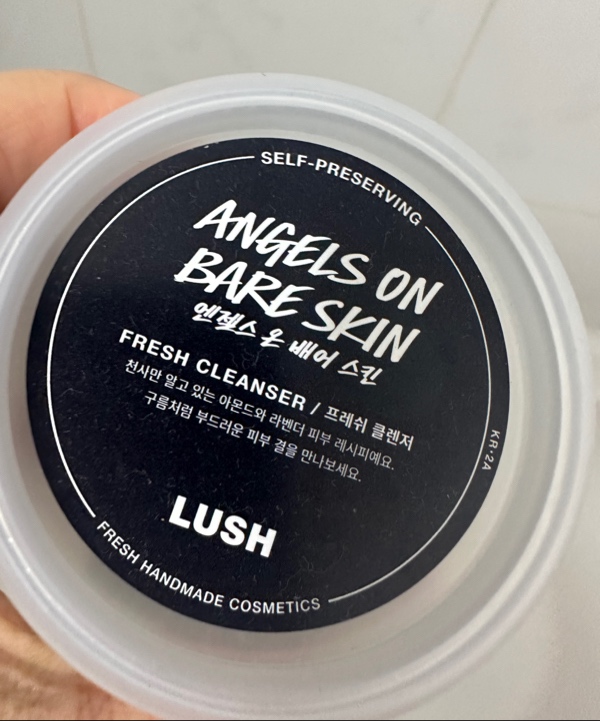 SELF-PRESERVING
ANGELS ON
BARE SKIN
엔젤스 온 배어 스킨
FRESH CLEANSER / 프레쉬 클렌저
천사만 알고 있는 아몬드와 라벤더 피부 레시피예요.
구름처럼 부드러운 피부 결을 만나보세요.
KR·2A
LUSH
FRESH HANDMADE COSMETICS